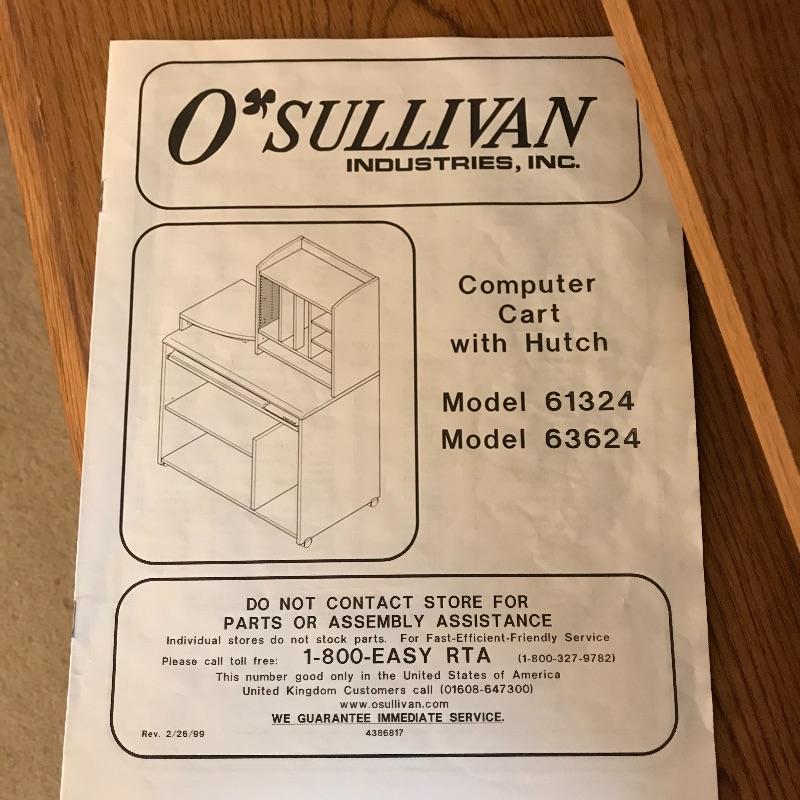 O'SULLIVAN
INDUSTRIES, INC.
Computer
Cart
with Hutch
Model 61324
Model 63624
DO NOT CONTACT STORE FOR
PARTS OR ASSEMBLY ASSISTANCE
Individual stores do not stock parts. For Fast-Efficient-Friendly Service
Please call toll free: 1-800-EASY RTA (1-800-327-9782)
This number good only in the United States of America
United Kingdom Customers call (01608-647300)
www.osullivan.com
WE GUARANTEE IMMEDIATE SERVICE.
Rev. 2/26/99 4386817